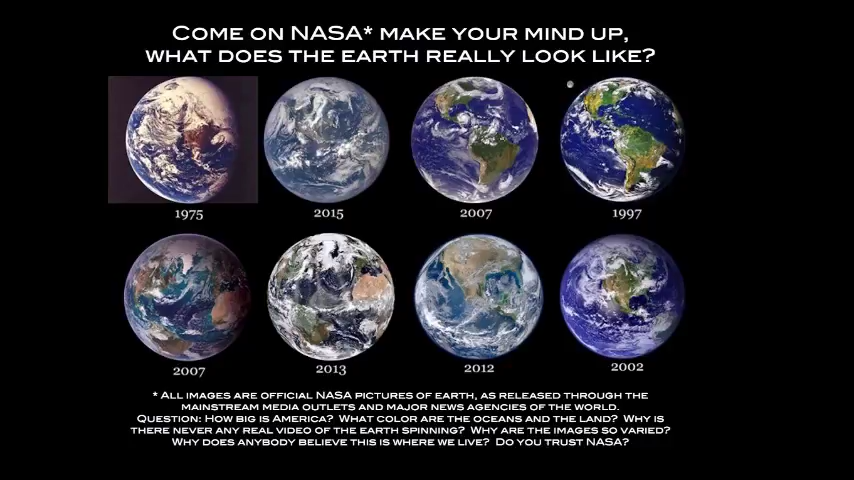 COME ON NASA* MAKE YOUR MIND UP,
WHAT DOES THE EARTH REALLY LOOK LIKE?
1975
2015
2007
1997
2007
2013
2012
2002
* ALL IMAGES ARE OFFICIAL NASA PICTURES OF EARTH, AS RELEASED THROUGH THE
MAINSTREAM MEDIA OUTLETS AND MAJOR NEWS AGENCIES OF THE WORLD.
QUESTION: HOW BIG IS AMERICA? WHAT COLOR ARE THE OCEANS AND THE LAND? WHY IS
THERE NEVER ANY REAL VIDEO OF THE EARTH SPINNING? WHY ARE THE IMAGES SO VARIED?
WHY DOES ANYBODY BELIEVE THIS IS WHERE WE LIVE? DO YOU TRUST NASA?